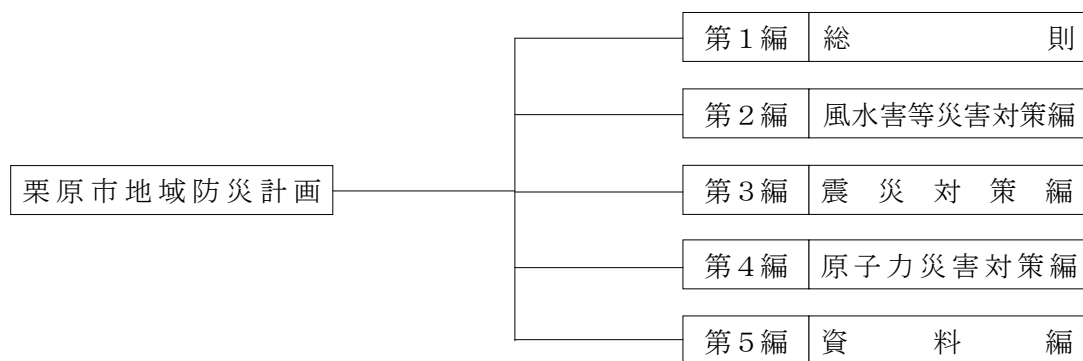 栗原市地域防災計画
第１編 総則
第２編 風水害等災害対策編
第３編 震災対策編
第４編 原子力災害対策編
第５編 資料編